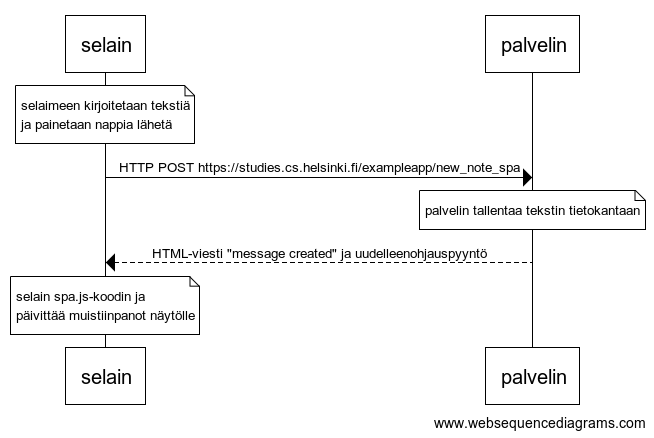 selain
palvelin
selaimeen kirjoitetaan tekstiä
ja painetaan nappia lähetä
HTTP POST https://studies.cs.helsinki.fi/exampleapp/new_note_spa
palvelin tallentaa tekstin tietokantaan
HTML-viesti "message created" ja uudelleenohjauspyyntö
selain spa.js-koodin ja
päivittää muistiinpanot näytölle
selain
palvelin
www.websequencediagrams.com